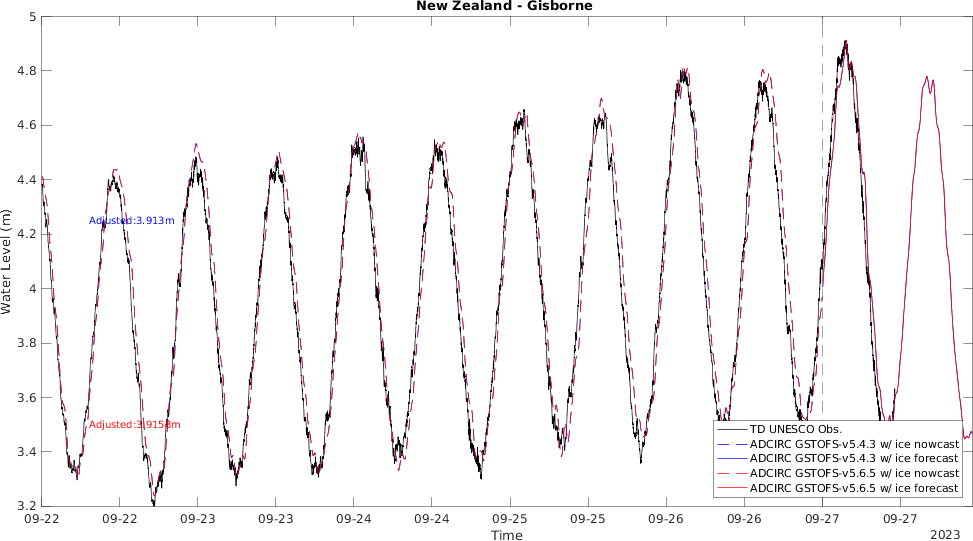 New Zealand - Gisborne
5
4.8
4.6
4.4
4.2
4
3.8
3.6
3.4
3.2
Water Level (m)
Adjusted:3.913m
Adjusted:3.9158m
TD UNESCO Obs.
ADCIRC GSTOFS-v5.4.3 w/ ice nowcast
ADCIRC GSTOFS-v5.4.3 w/ ice forecast
ADCIRC GSTOFS-v5.6.5 w/ ice nowcast
ADCIRC GSTOFS-v5.6.5 w/ ice forecast
09-22 09-22 09-23 09-23 09-24 09-24 09-25 09-25 09-26 09-26 09-27 09-27
Time
2023